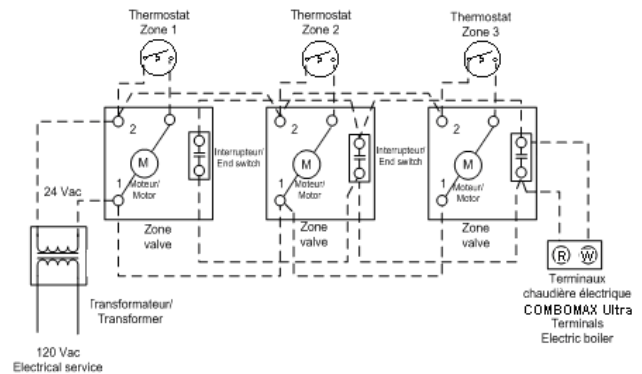 Thermostat
Zone 1
Thermostat
Zone 2
Thermostat
Zone 3
2
Interrupteur/
End switch
M
Moteur/
Motor
1
Zone
valve
2
Interrupteur/
End switch
M
Moteur/
Motor
1
Zone
valve
2
M
Moteur/
Motor
1
Zone
valve
24 Vac
Transformateur/
Transformer
120 Vac
Electrical service
R W
Terminaux
chaudière électrique
COMBOMAX Ultra
Terminals
Electric boiler